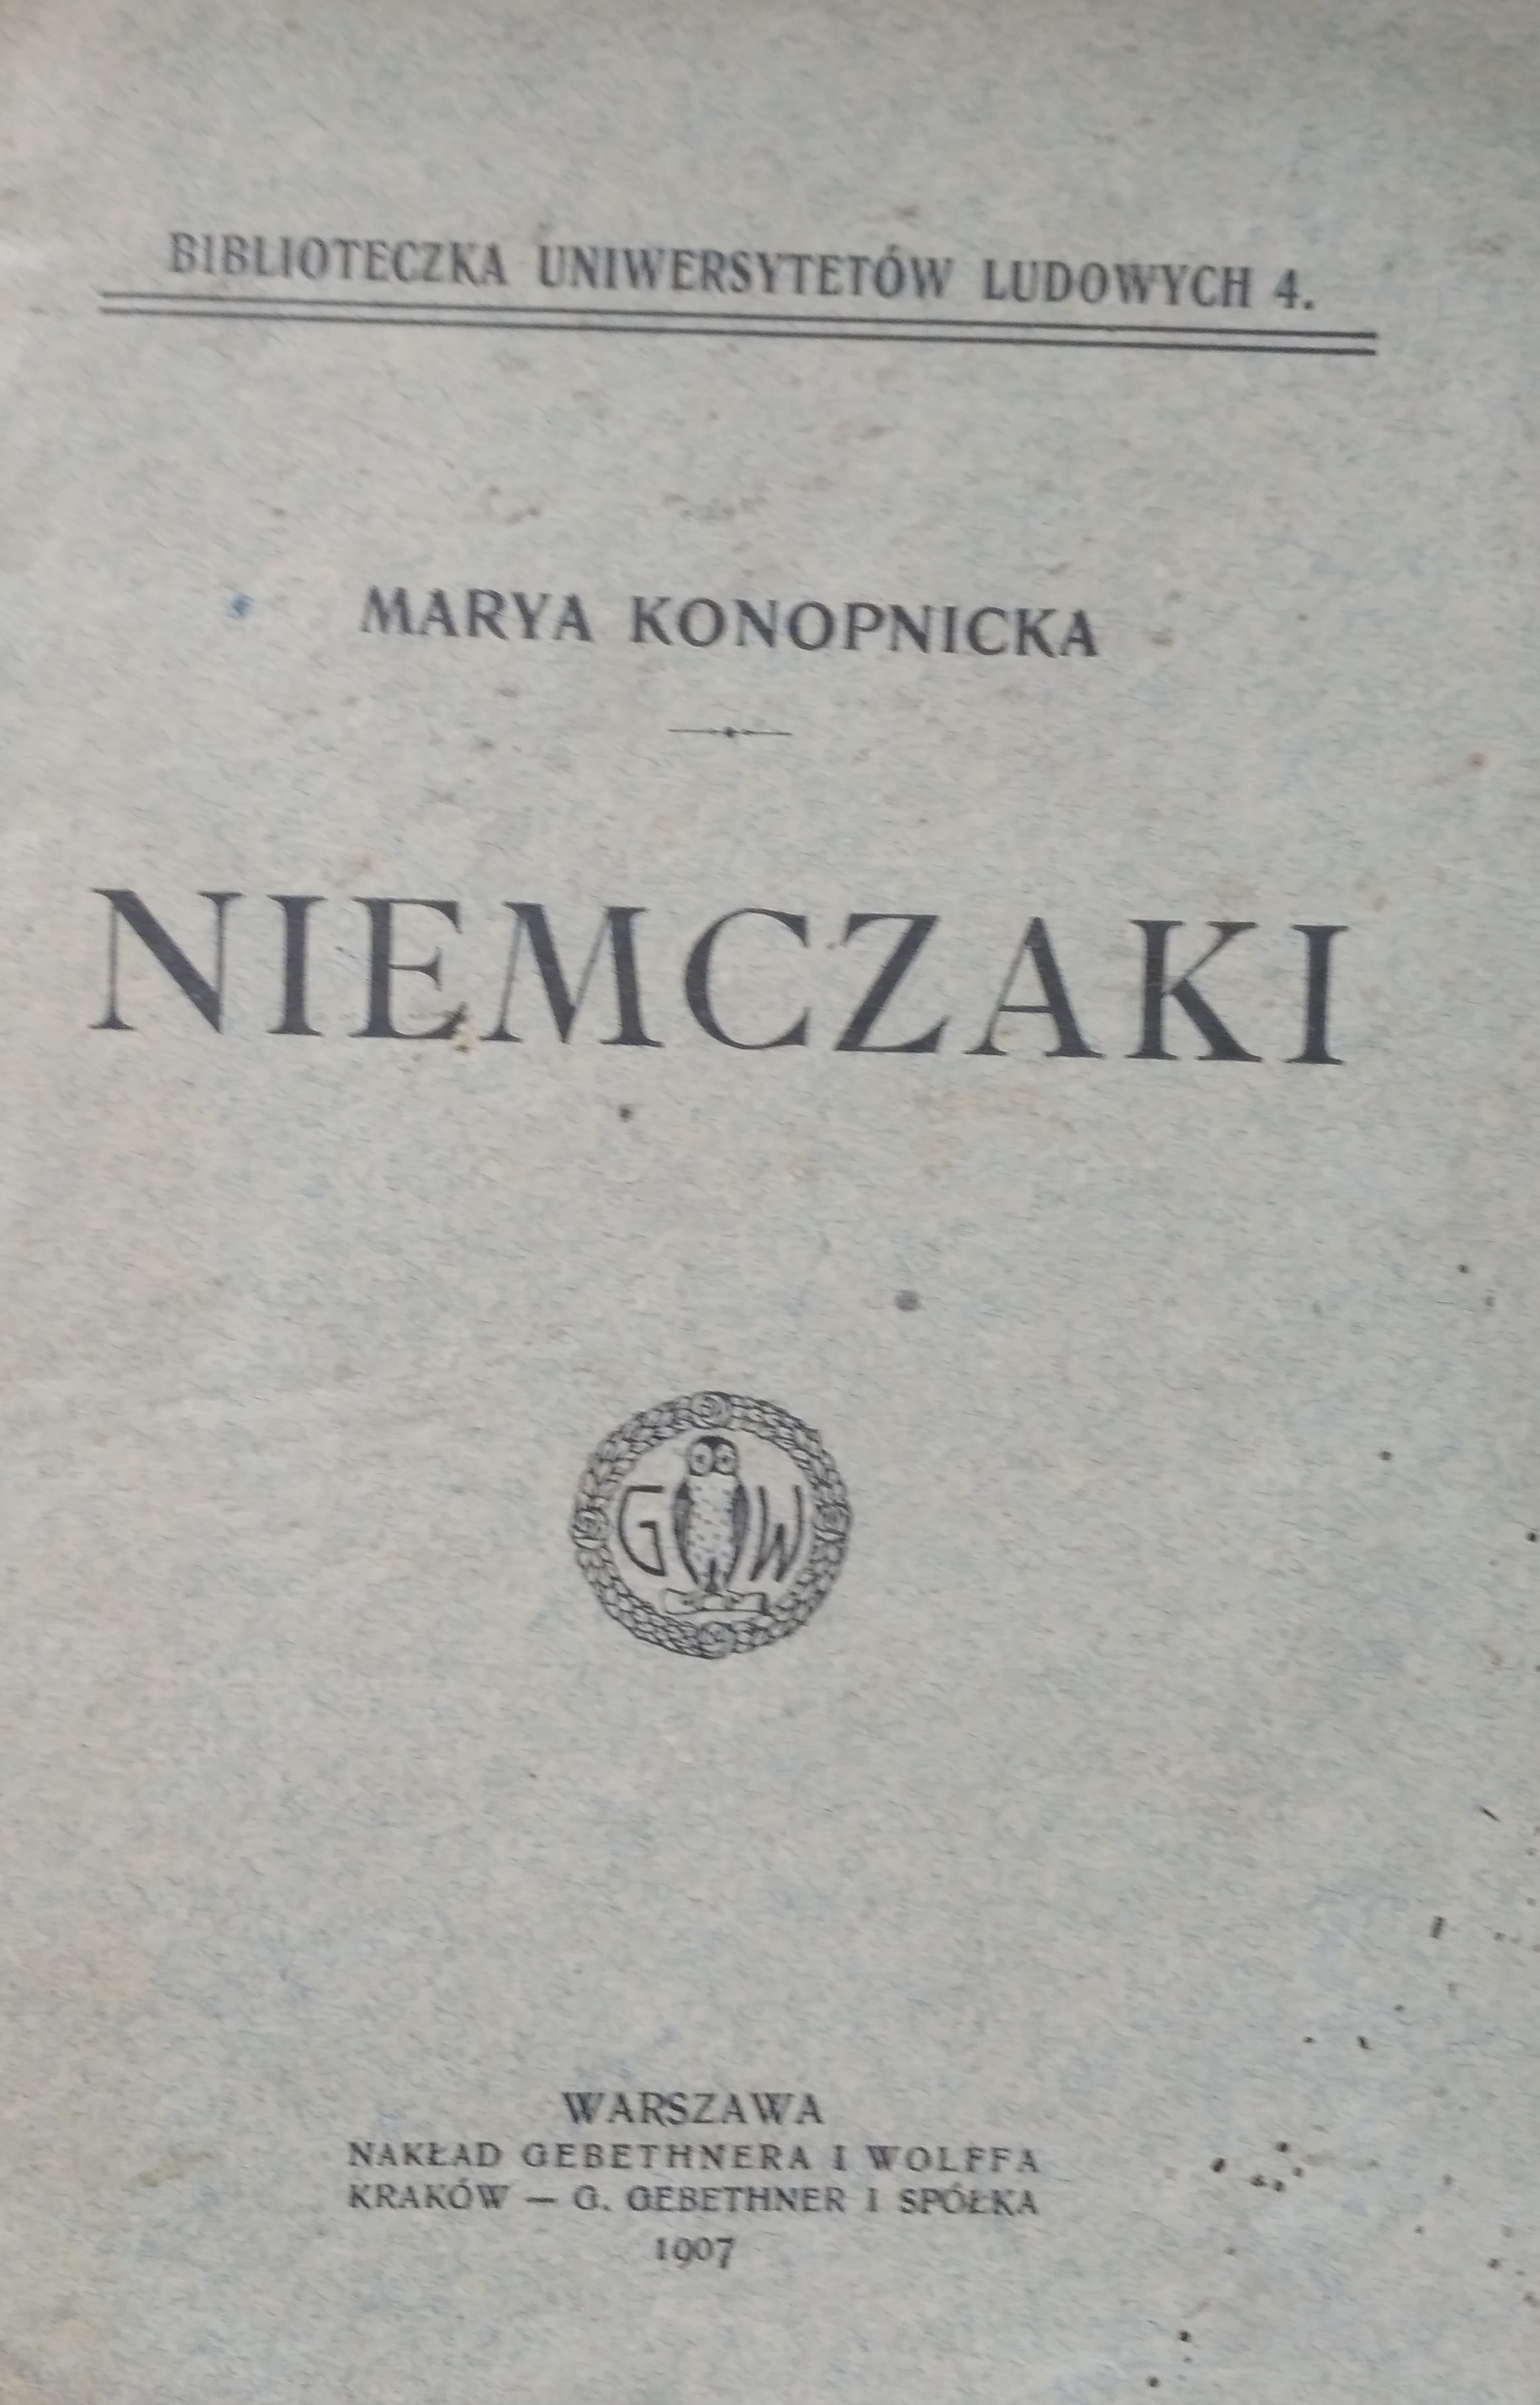 BIBLIOTECZKA UNIWERSYTETÓW LUDOWYCH 4.
MARYA KONOPNICKA
NIEMCZAKI
G W
WARSZAWA
NAKŁAD GEBETHNERA I WOLFFA
KRAKÓW — G. GEBETHNER I SPÓŁKA
1907